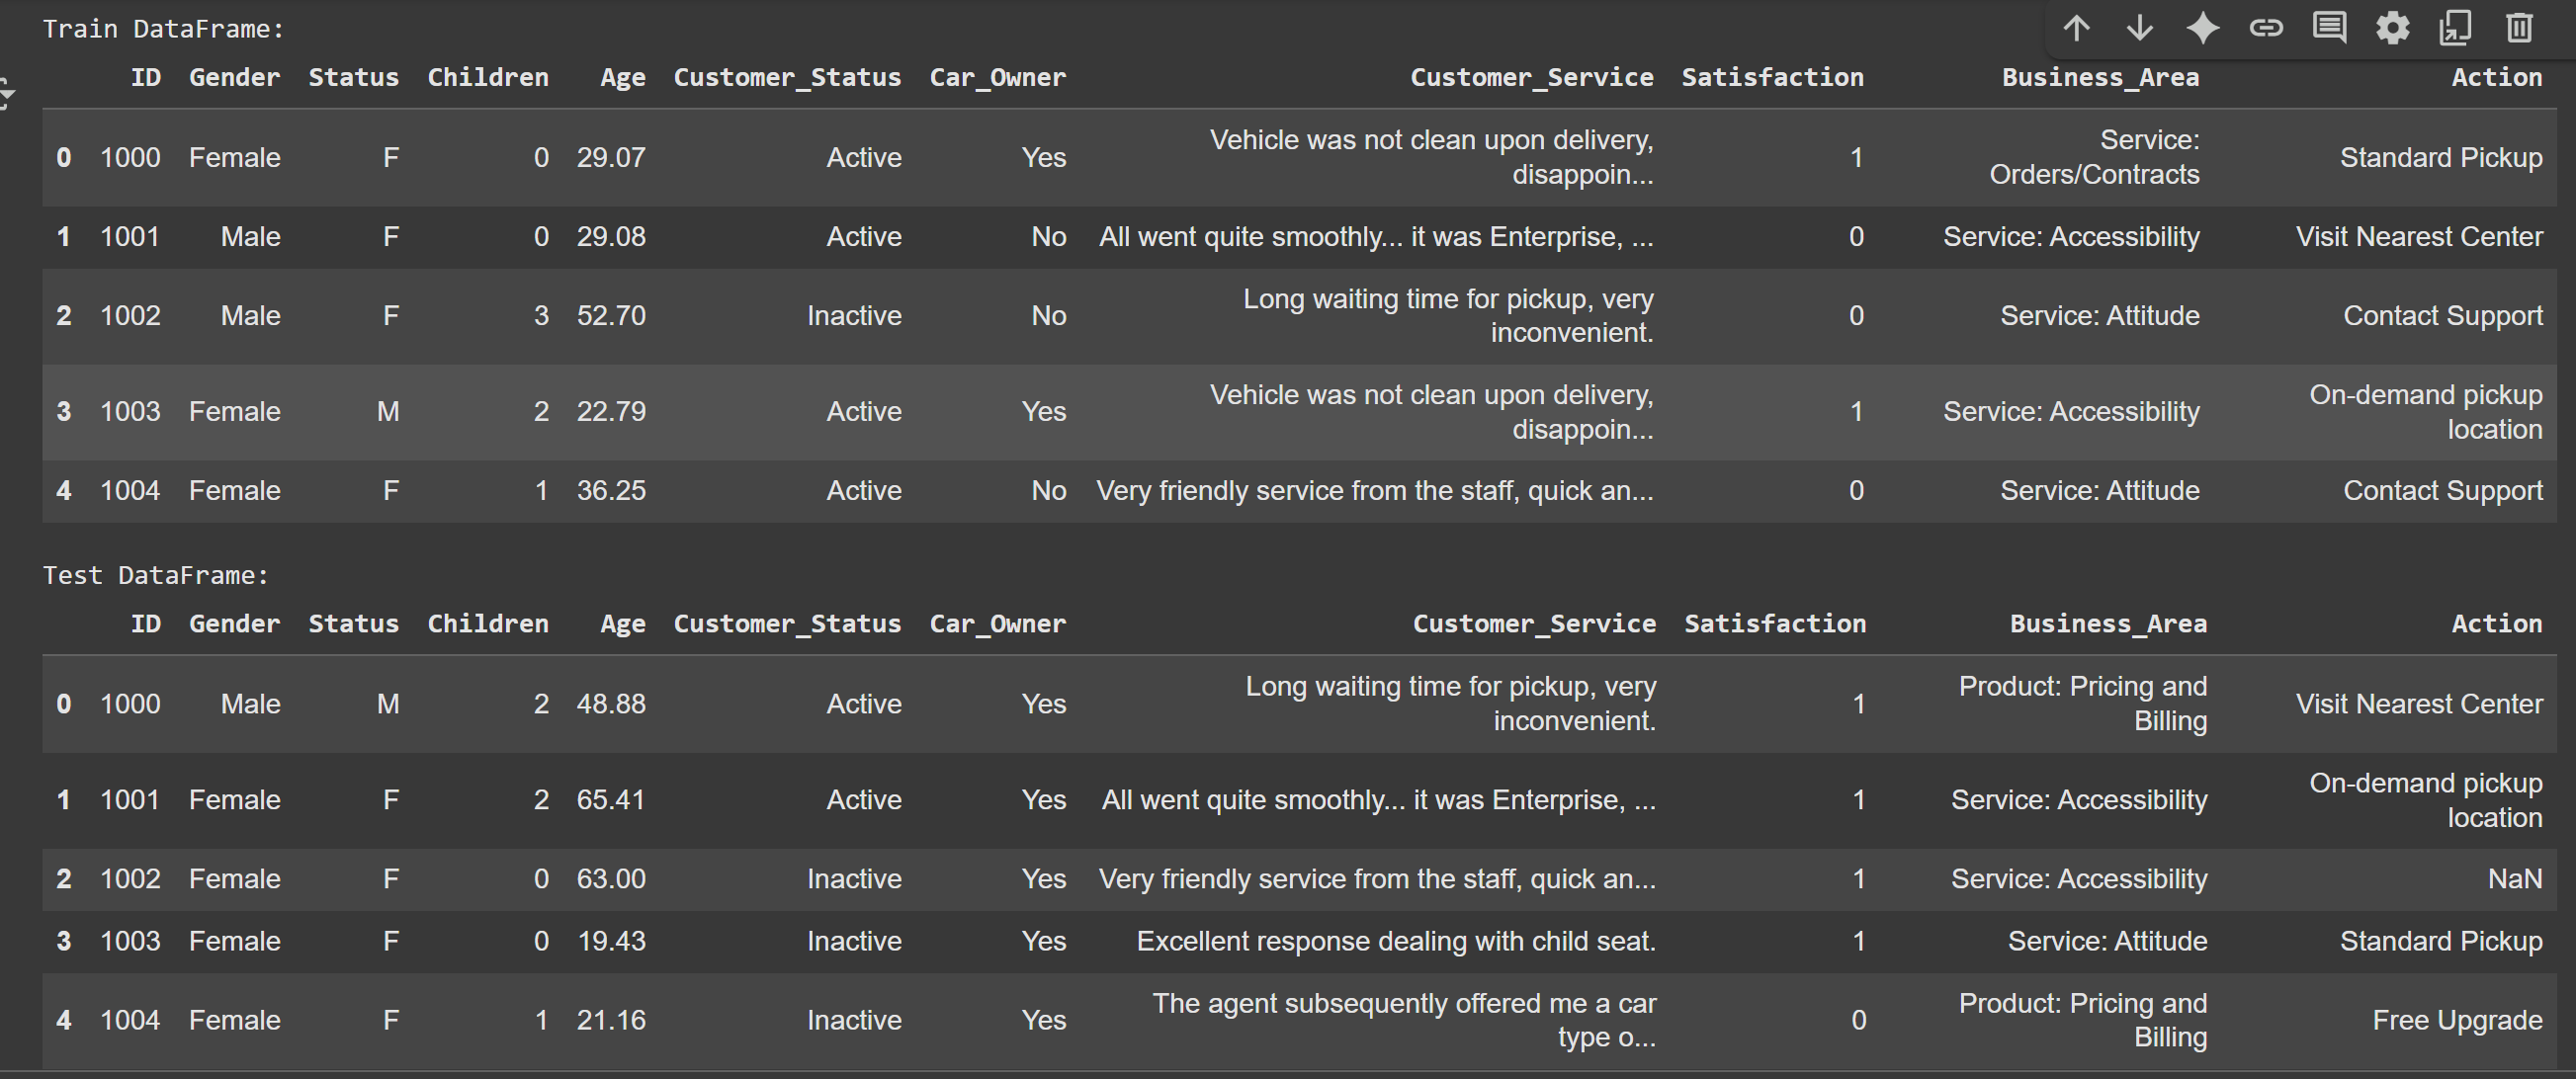 Train DataFrame:
ID Gender Status Children Age Customer_Status Car_Owner Customer_Service Satisfaction Business_Area Action
0 1000 Female F 0 29.07 Active Yes Vehicle was not clean upon delivery, disappoin... 1 Service: Orders/Contracts Standard Pickup
1 1001 Male F 0 29.08 Active No All went quite smoothly... it was Enterprise, ... 0 Service: Accessibility Visit Nearest Center
2 1002 Male F 3 52.70 Inactive No Long waiting time for pickup, very inconvenient. 0 Service: Attitude Contact Support
3 1003 Female M 2 22.79 Active Yes Vehicle was not clean upon delivery, disappoin... 1 Service: Accessibility On-demand pickup location
4 1004 Female F 1 36.25 Active No Very friendly service from the staff, quick an... 0 Service: Attitude Contact Support
Test DataFrame:
ID Gender Status Children Age Customer_Status Car_Owner Customer_Service Satisfaction Business_Area Action
0 1000 Male M 2 48.88 Active Yes Long waiting time for pickup, very inconvenient. 1 Product: Pricing and Billing Visit Nearest Center
1 1001 Female F 2 65.41 Active Yes All went quite smoothly... it was Enterprise, ... 1 Service: Accessibility On-demand pickup location
2 1002 Female F 0 63.00 Inactive Yes Very friendly service from the staff, quick an... 1 Service: Accessibility NaN
3 1003 Female F 0 19.43 Inactive Yes Excellent response dealing with child seat. 1 Service: Attitude Standard Pickup
4 1004 Female F 1 21.16 Inactive Yes The agent subsequently offered me a car type o... 0 Product: Pricing and Billing Free Upgrade